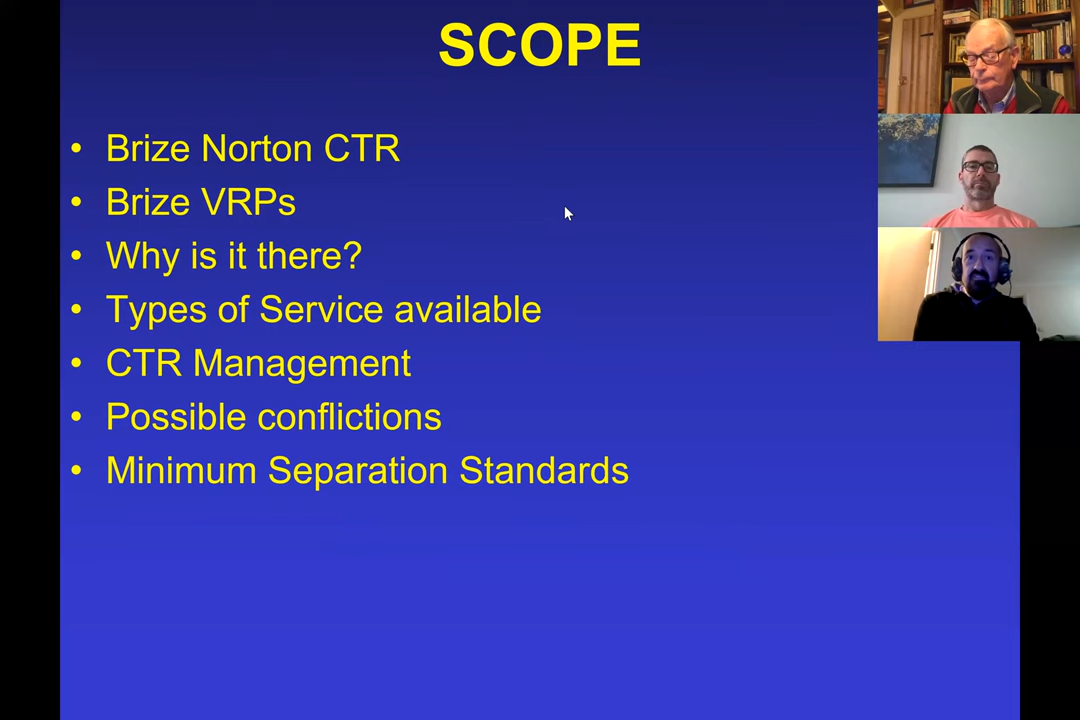 SCOPE
• Brize Norton CTR
• Brize VRPs
• Why is it there?
• Types of Service available
• CTR Management
• Possible conflictions
• Minimum Separation Standards